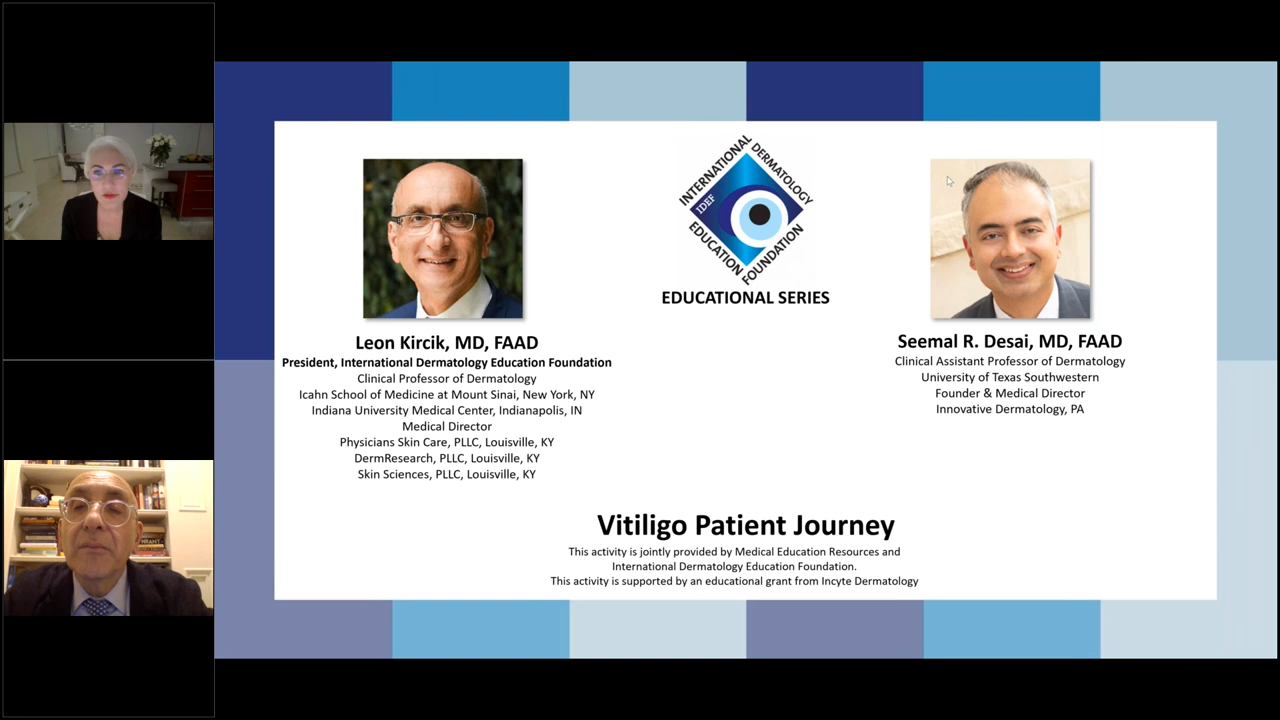 INTERNATIONAL DERMATOLOGY
IDEF
EDUCATION FOUNDATION
EDUCATIONAL SERIES
Leon Kircik, MD, FAAD
President, International Dermatology Education Foundation
Clinical Professor of Dermatology
Icahn School of Medicine at Mount Sinai, New York, NY
Indiana University Medical Center, Indianapolis, IN
Medical Director
Physicians Skin Care, PLLC, Louisville, KY
DermResearch, PLLC, Louisville, KY
Skin Sciences, PLLC, Louisville, KY
Seemal R. Desai, MD, FAAD
Clinical Assistant Professor of Dermatology
University of Texas Southwestern
Founder & Medical Director
Innovative Dermatology, PA
Vitiligo Patient Journey
This activity is jointly provided by Medical Education Resources and
International Dermatology Education Foundation.
This activity is supported by an educational grant from Incyte Dermatology